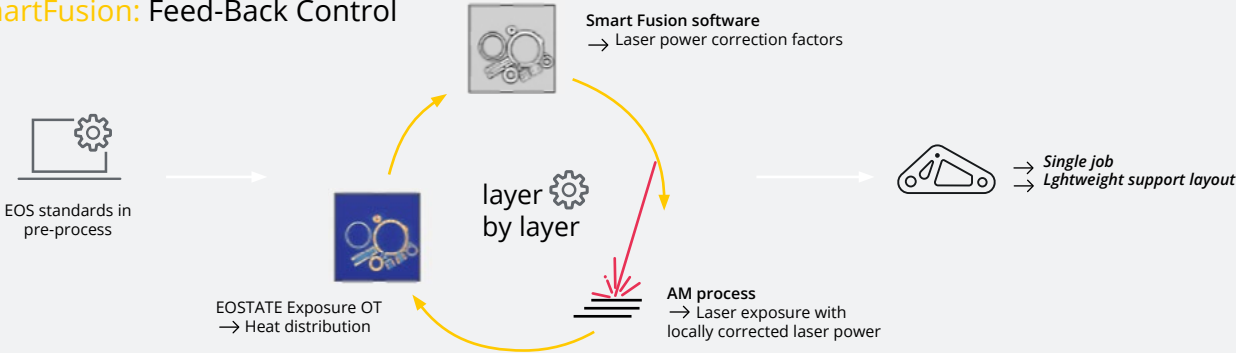 martFusion: Feed-Back Control
Smart Fusion software
→ Laser power correction factors
EOS standards in
pre-process
layer
by layer
→ Single job
→ Lghtweight support layout
EOSTATE Exposure OT
→ Heat distribution
AM process
→ Laser exposure with
locally corrected laser power